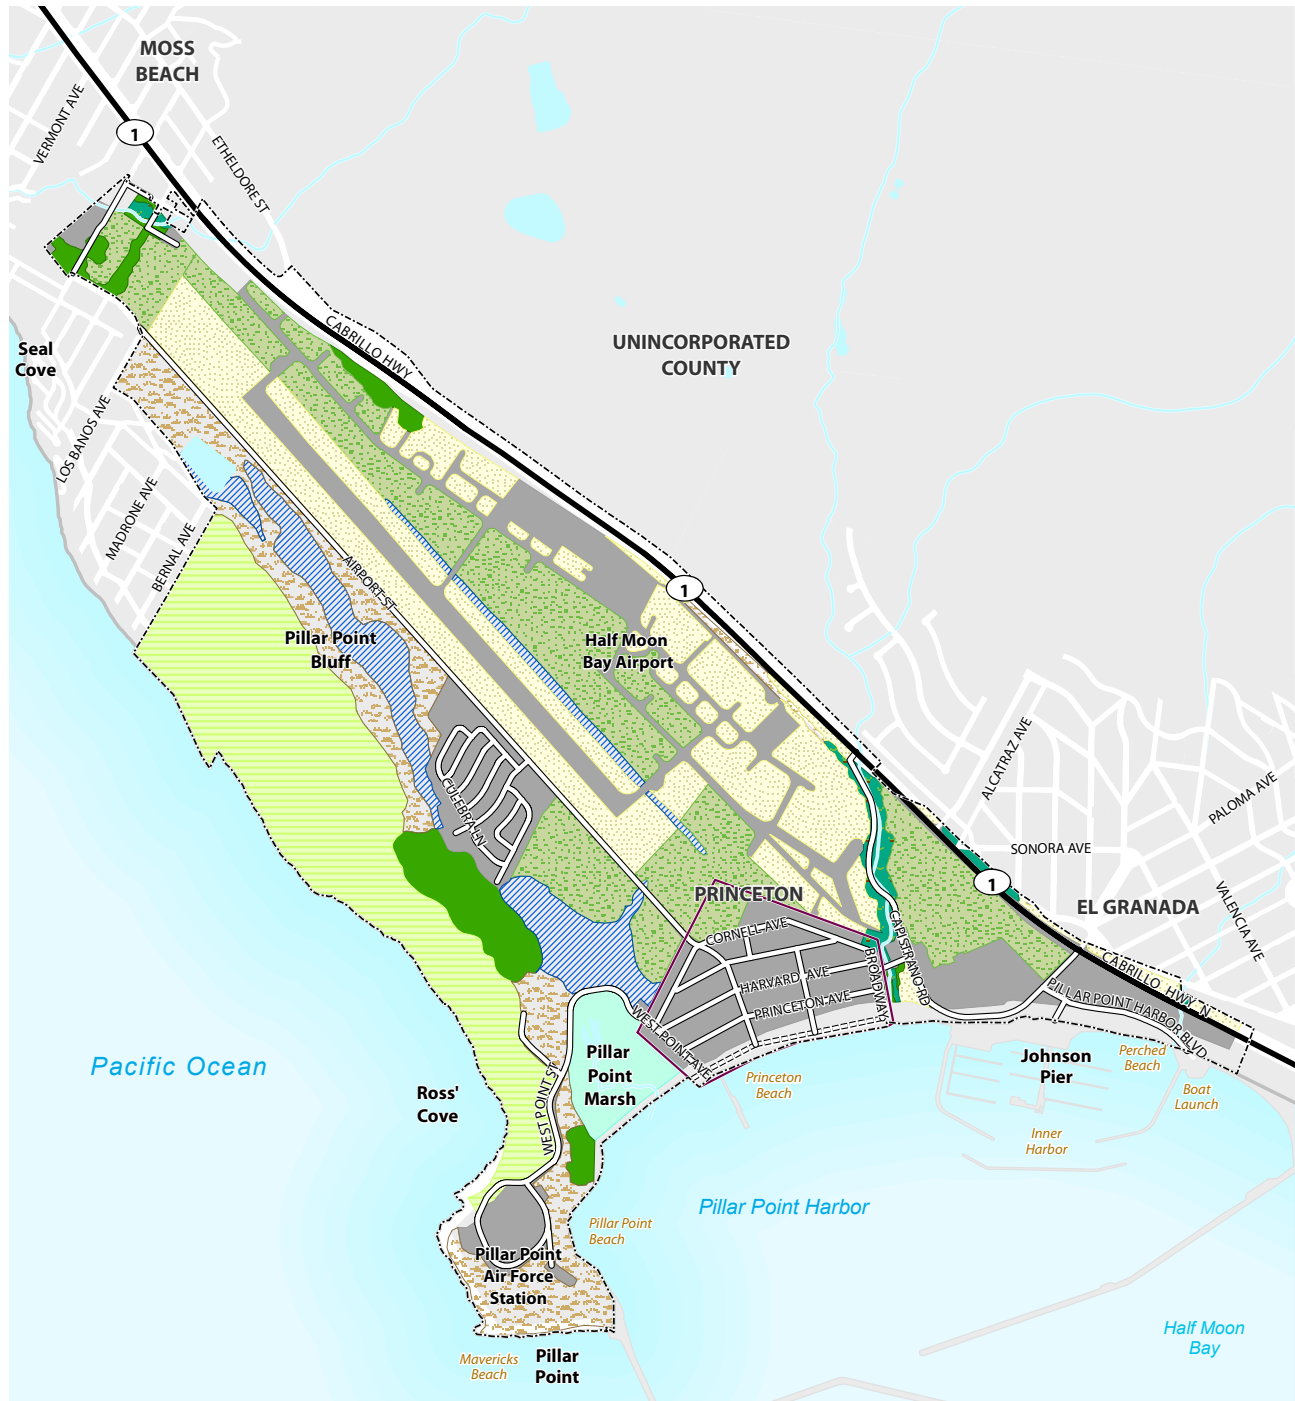 MOSS
BEACH
VERMONT AVE
1
ETHELDORE ST
CABRILLO HWY
Seal
Cove
UNINCORPORATED
COUNTY
LOS BANOS AVE
MADRONE AVE
BERNAL AVE
AIRPORT ST
1
Pillar Point
Bluff
Half Moon
Bay Airport
ALCATRAZ AVE
PALOMA AVE
CULEBRA LN
SONORA AVE
1
PRINCETON
EL GRANADA
VALENCIA AVE
CORNELL AVE
CAPISTRANO RD
BROADWAY
HARVARD AVE
PRINCETON AVE
CABRILLO HWY N
PILLAR POINT HARBOR BLVD
WEST POINT AVE
Pacific Ocean
Pillar
Point
Marsh
Johnson
Pier
Perched
Beach
Princeton
Beach
Boat
Launch
Ross'
Cove
WEST POINT ST
Inner
Harbor
Pillar Point Harbor
Pillar Point
Beach
Pillar Point
Air Force
Station
Half Moon
Bay
Mavericks
Beach
Pillar
Point